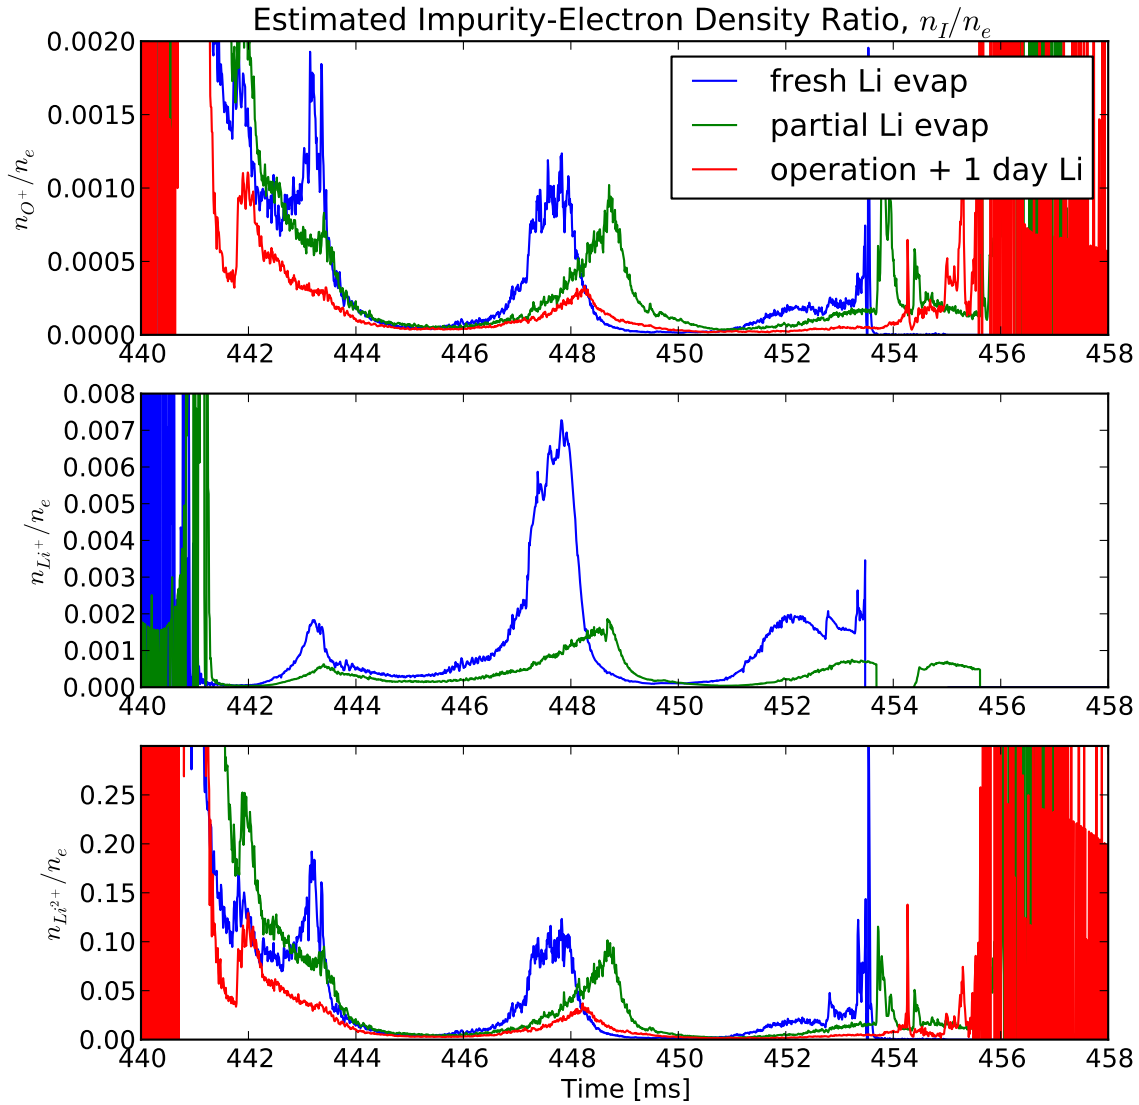 Estimated Impurity-Electron Density Ratio, n_I/n_e
0.0020
0.0015
0.0010
0.0005
0.0000
n_{O^+}/n_e
fresh Li evap
partial Li evap
operation + 1 day Li
440 442 444 446 448 450 452 454 456 458
0.008
0.007
0.006
0.005
0.004
0.003
0.002
0.001
0.000
n_{Li^+}/n_e
440 442 444 446 448 450 452 454 456 458
0.25
0.20
0.15
0.10
0.05
0.00
n_{Li^{2+}}/n_e
440 442 444 446 448 450 452 454 456 458
Time [ms]